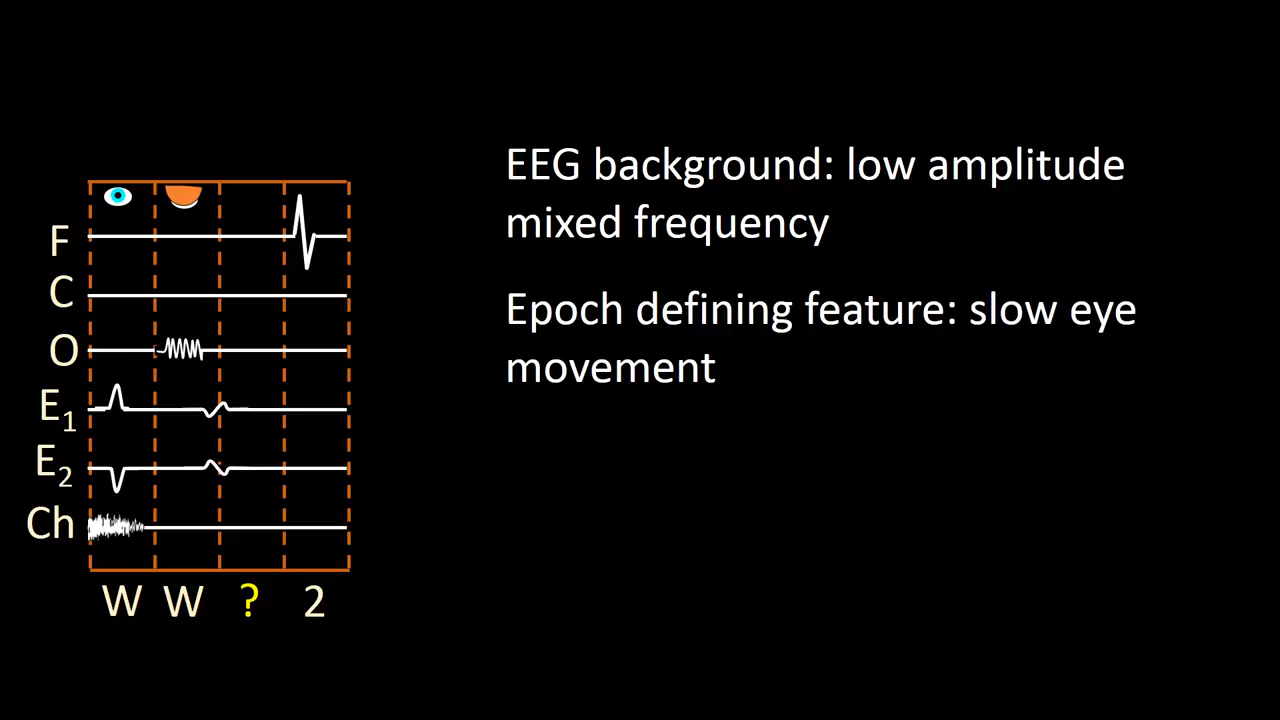 EEG background: low amplitude
mixed frequency
Epoch defining feature: slow eye
movement
F
C
O
E1
E2
Ch
W W ? 2